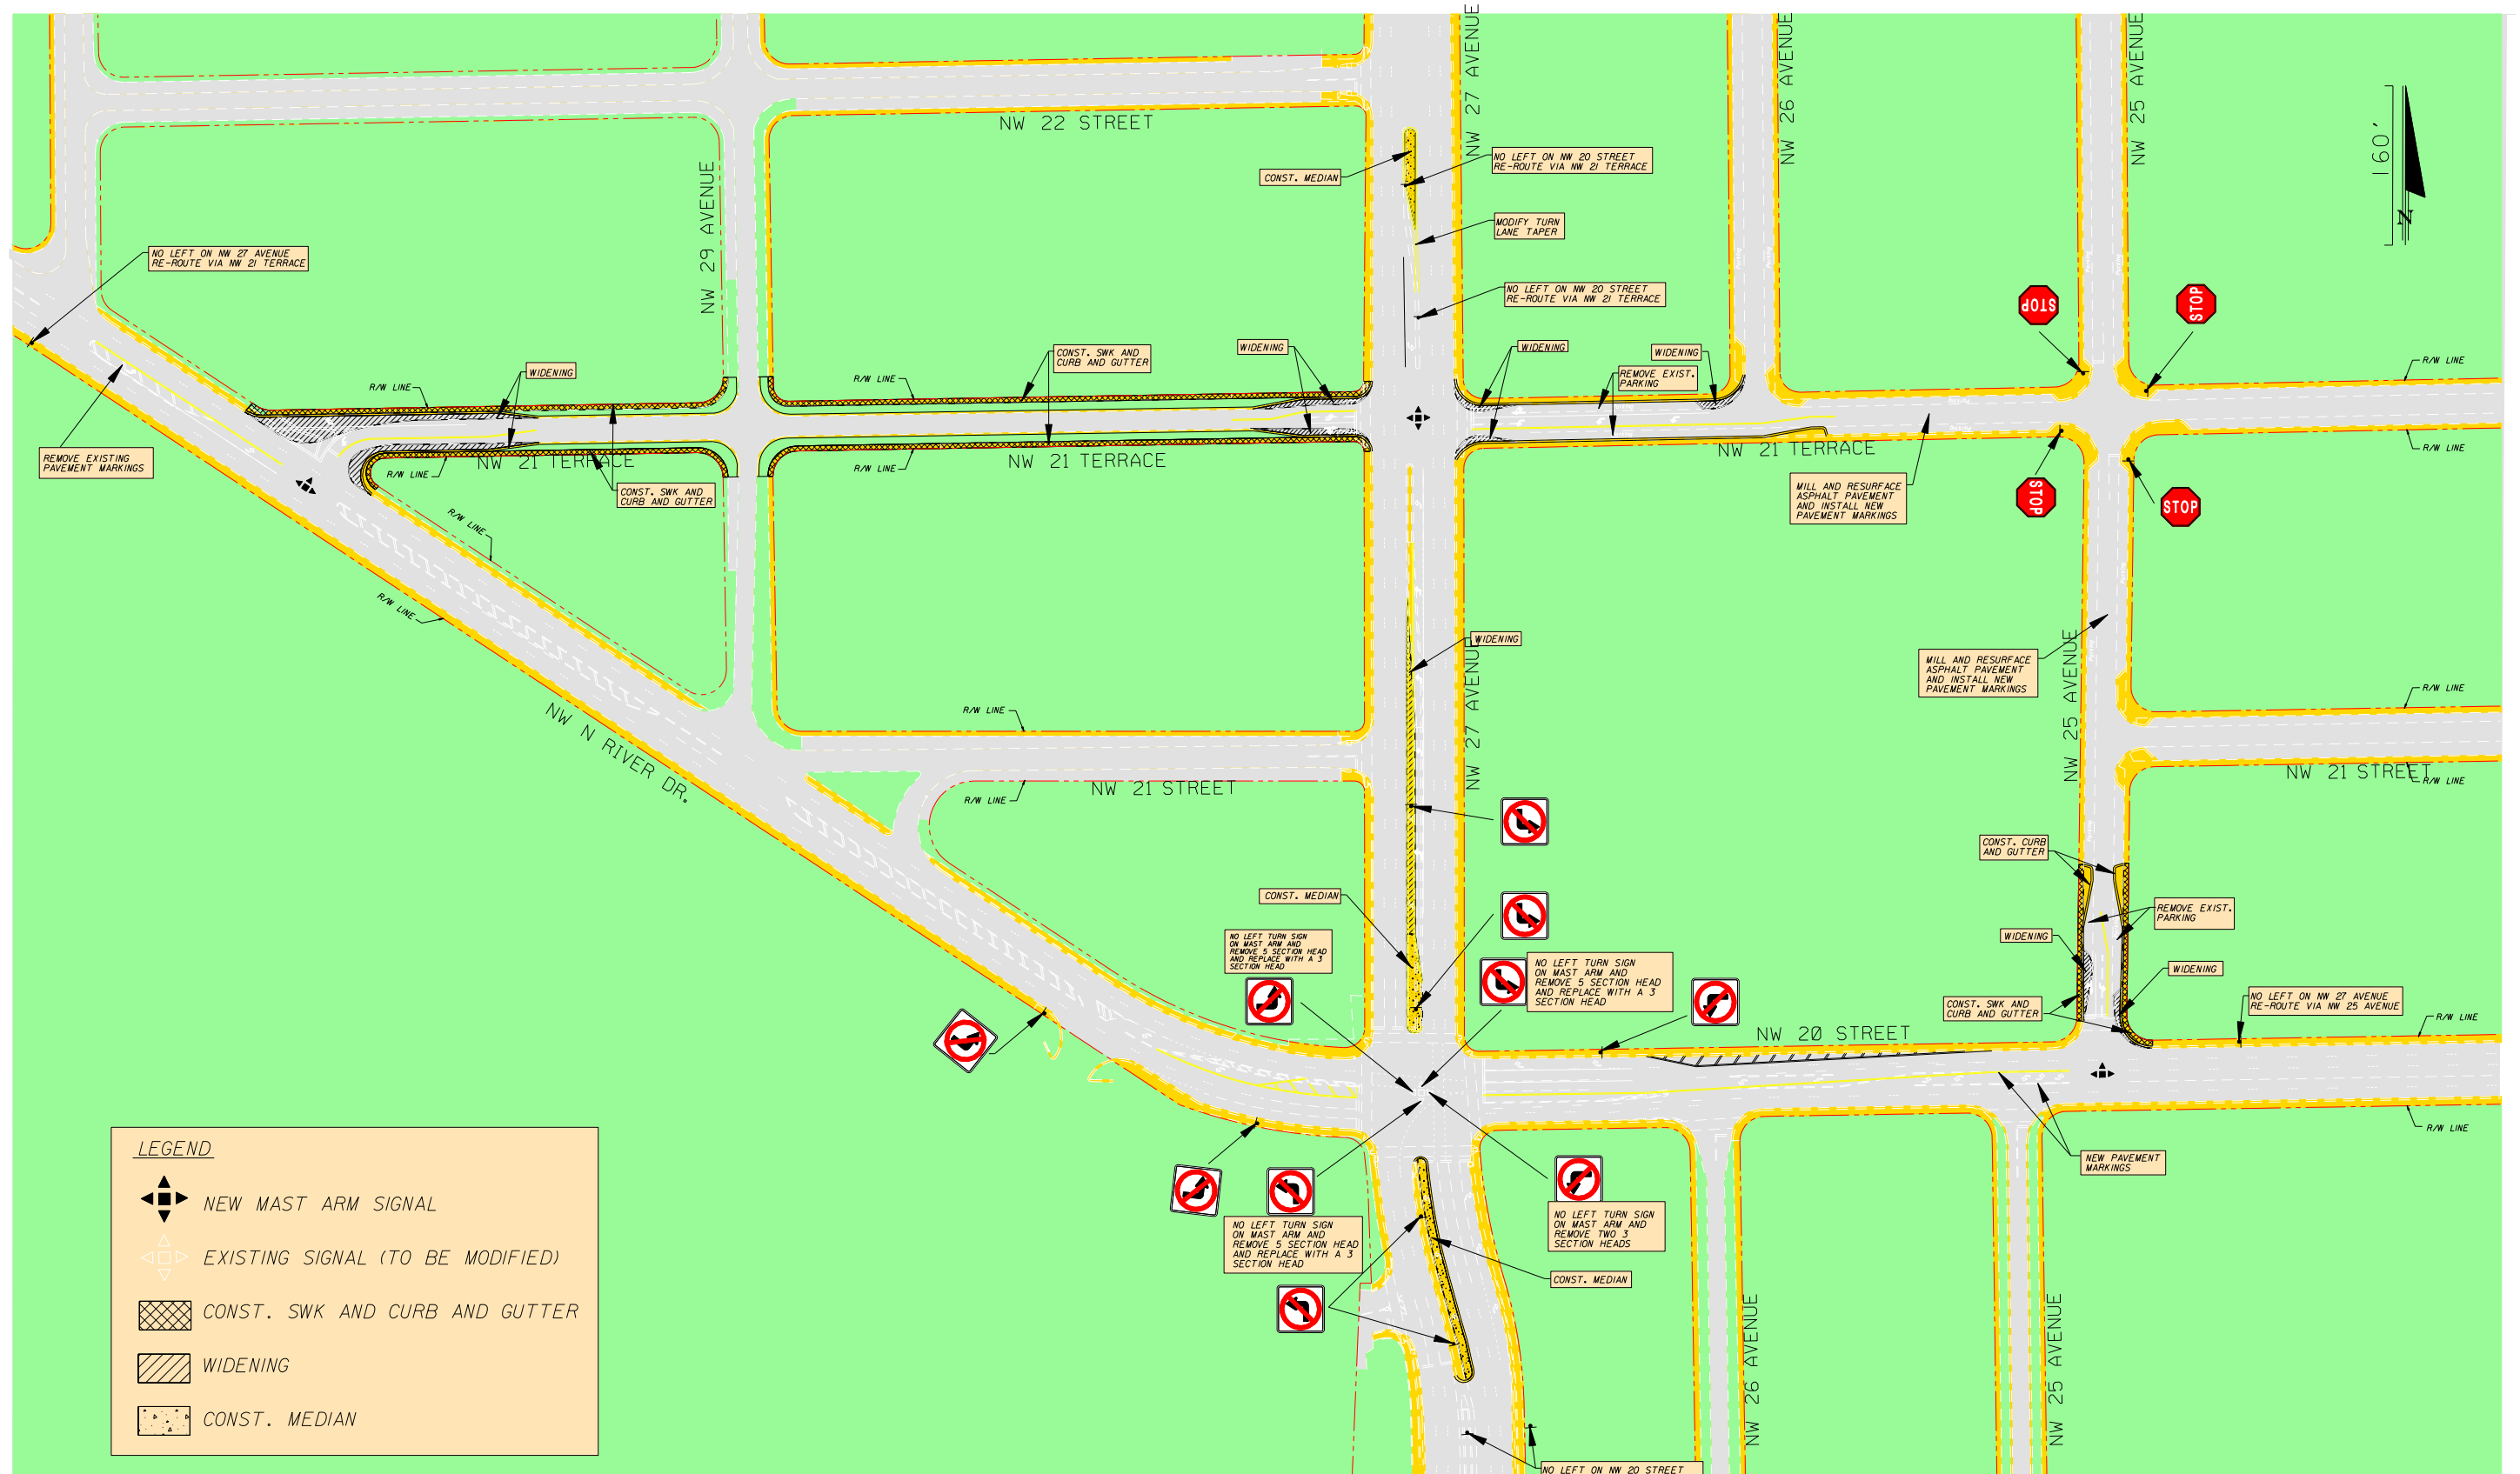 NW 27 AVENUE
NW 26 AVENUE
NW 25 AVENUE
NW 22 STREET
160'
N
CONST. MEDIAN
NO LEFT ON NW 20 STREET
RE-ROUTE VIA NW 21 TERRACE
MODIFY TURN
LANE TAPER
NO LEFT ON NW 20 STREET
RE-ROUTE VIA NW 21 TERRACE
NW 29 AVENUE
NO LEFT ON NW 27 AVENUE
RE-ROUTE VIA NW 21 TERRACE
STOP
STOP
WIDENING
R/W LINE
R/W LINE
CONST. SWK AND
CURB AND GUTTER
WIDENING
WIDENING
WIDENING
REMOVE EXIST.
PARKING
R/W LINE
REMOVE EXISTING
PAVEMENT MARKINGS
R/W LINE
NW 21 TERRACE
R/W LINE
NW 21 TERRACE
NW 21 TERRACE
R/W LINE
CONST. SWK AND
CURB AND GUTTER
MILL AND RESURFACE
ASPHALT PAVEMENT
AND INSTALL NEW
PAVEMENT MARKINGS
STOP
STOP
R/W LINE
R/W LINE
WIDENING
NW 27 AVENUE
NW 25 AVENUE
MILL AND RESURFACE
ASPHALT PAVEMENT
AND INSTALL NEW
PAVEMENT MARKINGS
R/W LINE
R/W LINE
NW N RIVER DR.
R/W LINE
NW 21 STREET
NW 21 STREET
R/W LINE
CONST. CURB
AND GUTTER
CONST. MEDIAN
REMOVE EXIST.
PARKING
WIDENING
WIDENING
NO LEFT TURN SIGN
ON MAST ARM AND
REMOVE 5 SECTION HEAD
AND REPLACE WITH A 3
SECTION HEAD
NO LEFT TURN SIGN
ON MAST ARM AND
REMOVE 5 SECTION HEAD
AND REPLACE WITH A 3
SECTION HEAD
CONST. SWK AND
CURB AND GUTTER
NO LEFT ON NW 27 AVENUE
RE-ROUTE VIA NW 25 AVENUE
R/W LINE
NW 20 STREET
R/W LINE
NEW PAVEMENT
MARKINGS
NO LEFT TURN SIGN
ON MAST ARM AND
REMOVE 5 SECTION HEAD
AND REPLACE WITH A 3
SECTION HEAD
NO LEFT TURN SIGN
ON MAST ARM AND
REMOVE TWO 3
SECTION HEADS
CONST. MEDIAN
NW 26 AVENUE
NW 25 AVENUE
NO LEFT ON NW 20 STREET
LEGEND
NEW MAST ARM SIGNAL
EXISTING SIGNAL (TO BE MODIFIED)
CONST. SWK AND CURB AND GUTTER
WIDENING
CONST. MEDIAN